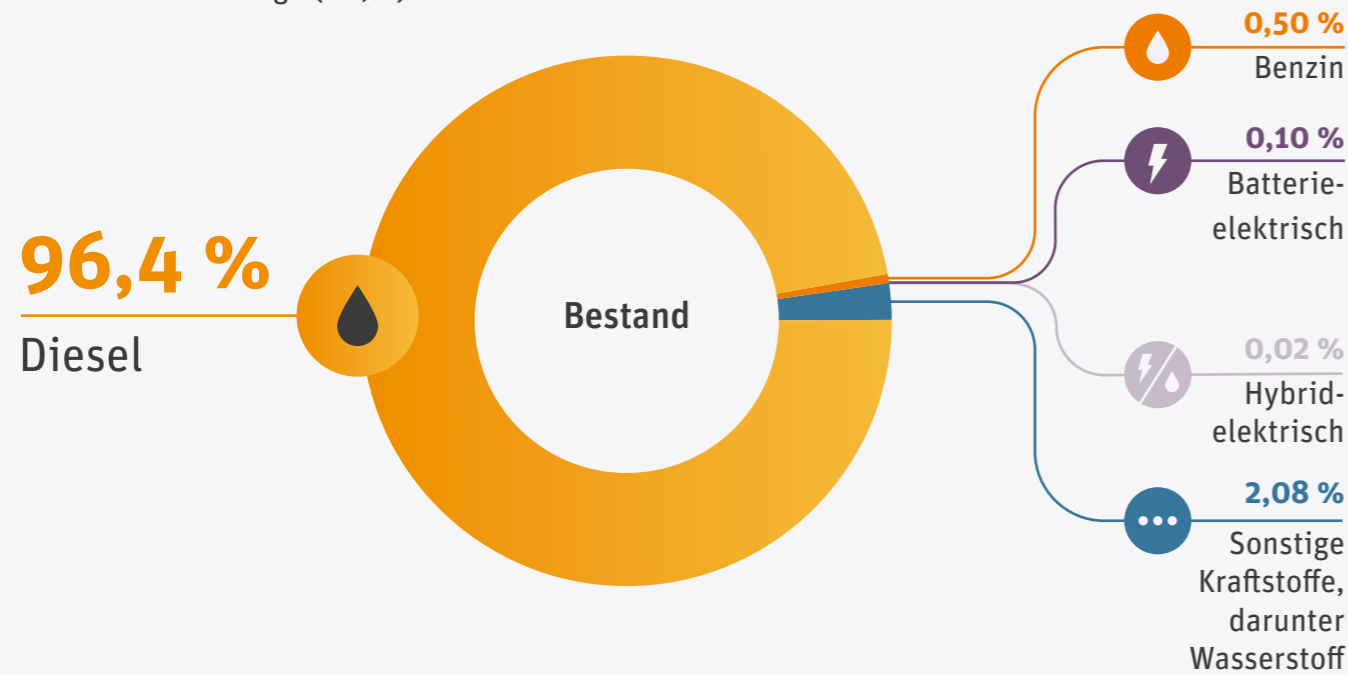 96,4 %
Diesel
Bestand
0,50 %
Benzin
0,10 %
Batterie-
elektrisch
0,02 %
Hybrid-
elektrisch
2,08 %
Sonstige
Kraftstoffe,
darunter
Wasserstoff